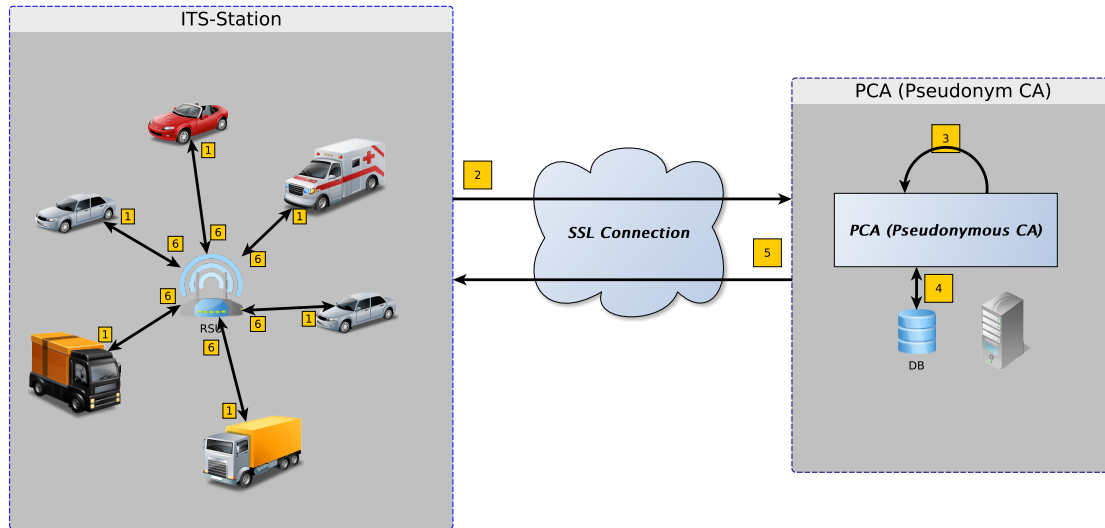 ITS-Station
PCA (Pseudonym CA)
1
1
1
6
6
6
2
SSL Connection
3
PCA (Pseudonymous CA)
5
4
6
6
1
RSU
6
1
1
DB